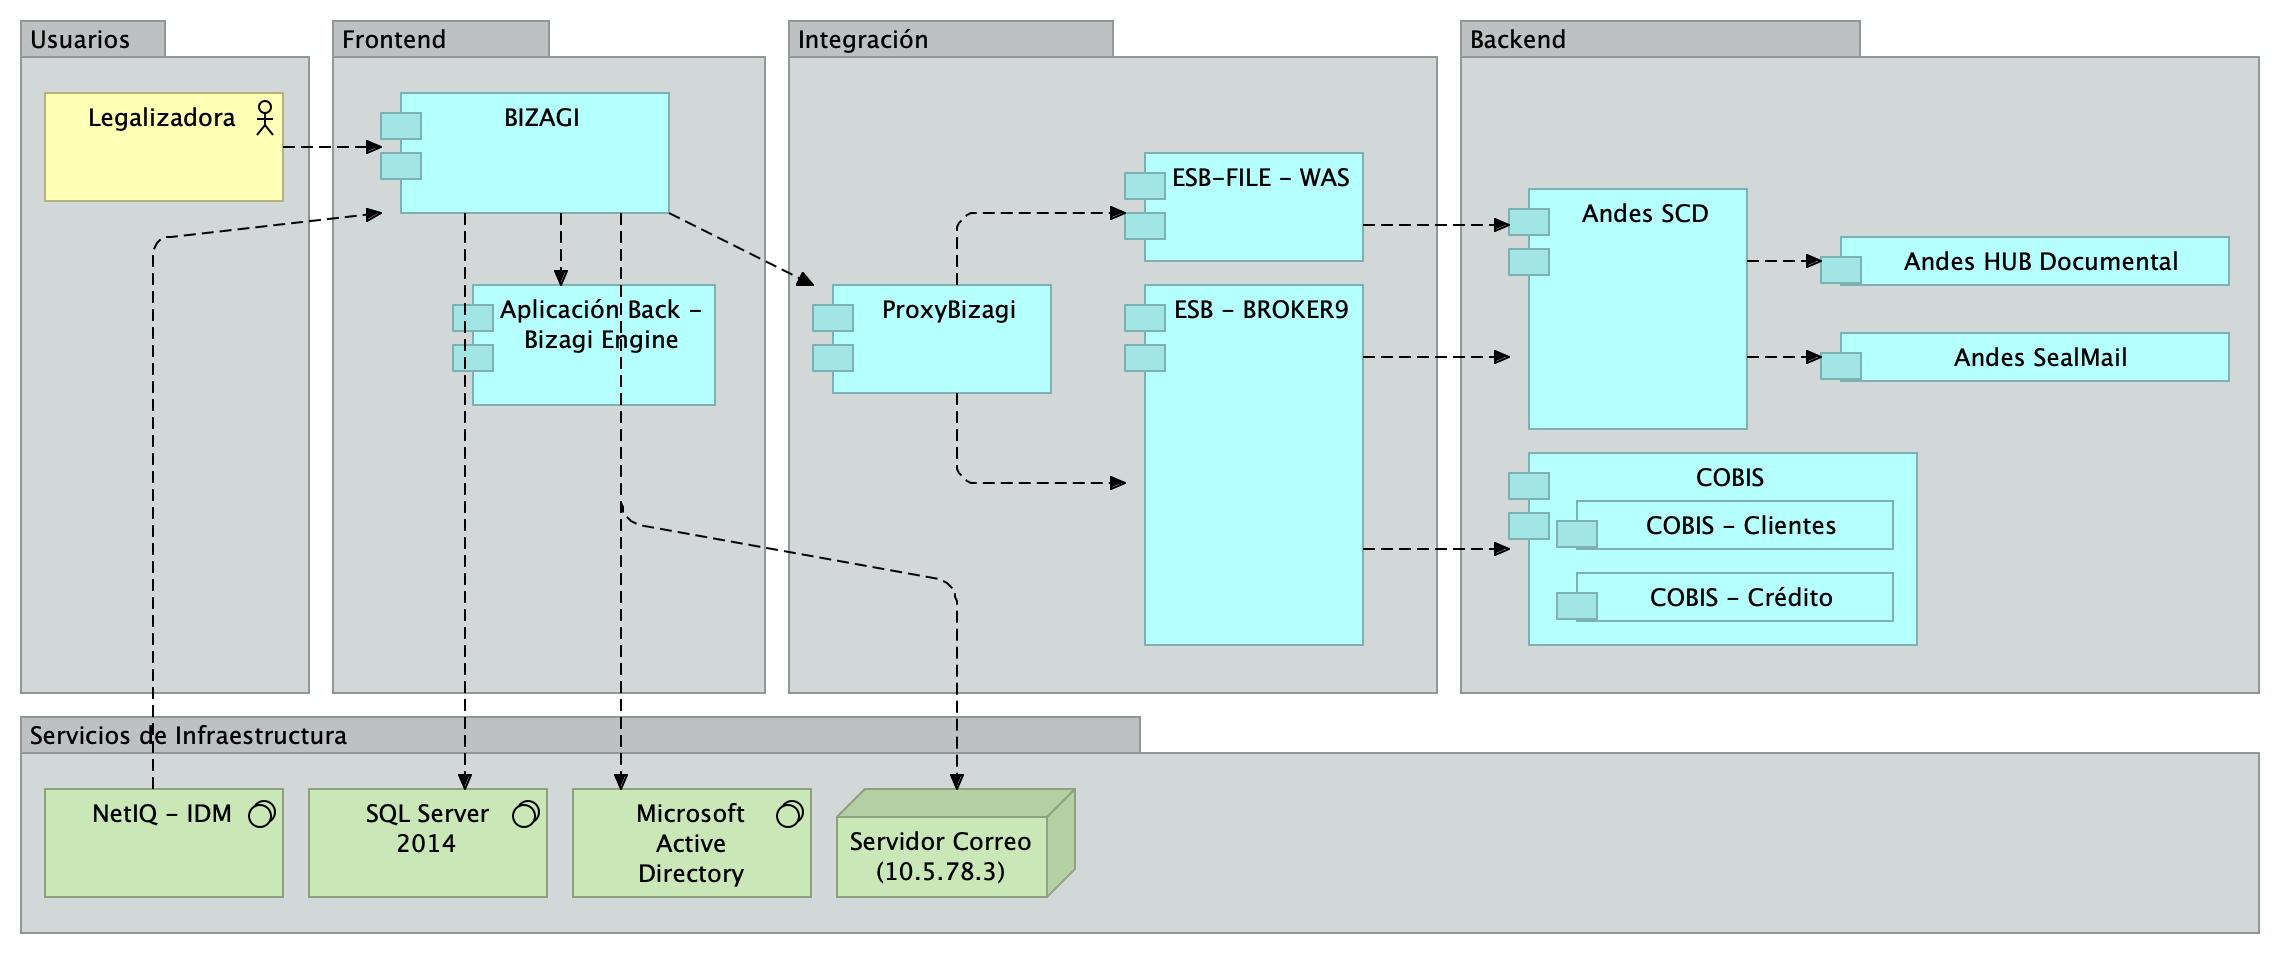 Usuarios
Frontend
Integración
Backend
Legalizadora
BIZAGI
ESB-FILE - WAS
Andes SCD
Andes HUB Documental
Aplicación Back -
Bizagi Engine
ProxyBizagi
ESB - BROKER9
Andes SealMail
COBIS
COBIS - Clientes
COBIS - Crédito
Servicios de Infraestructura
NetIQ - IDM
SQL Server
2014
Microsoft
Active
Directory
Servidor Correo
(10.5.78.3)